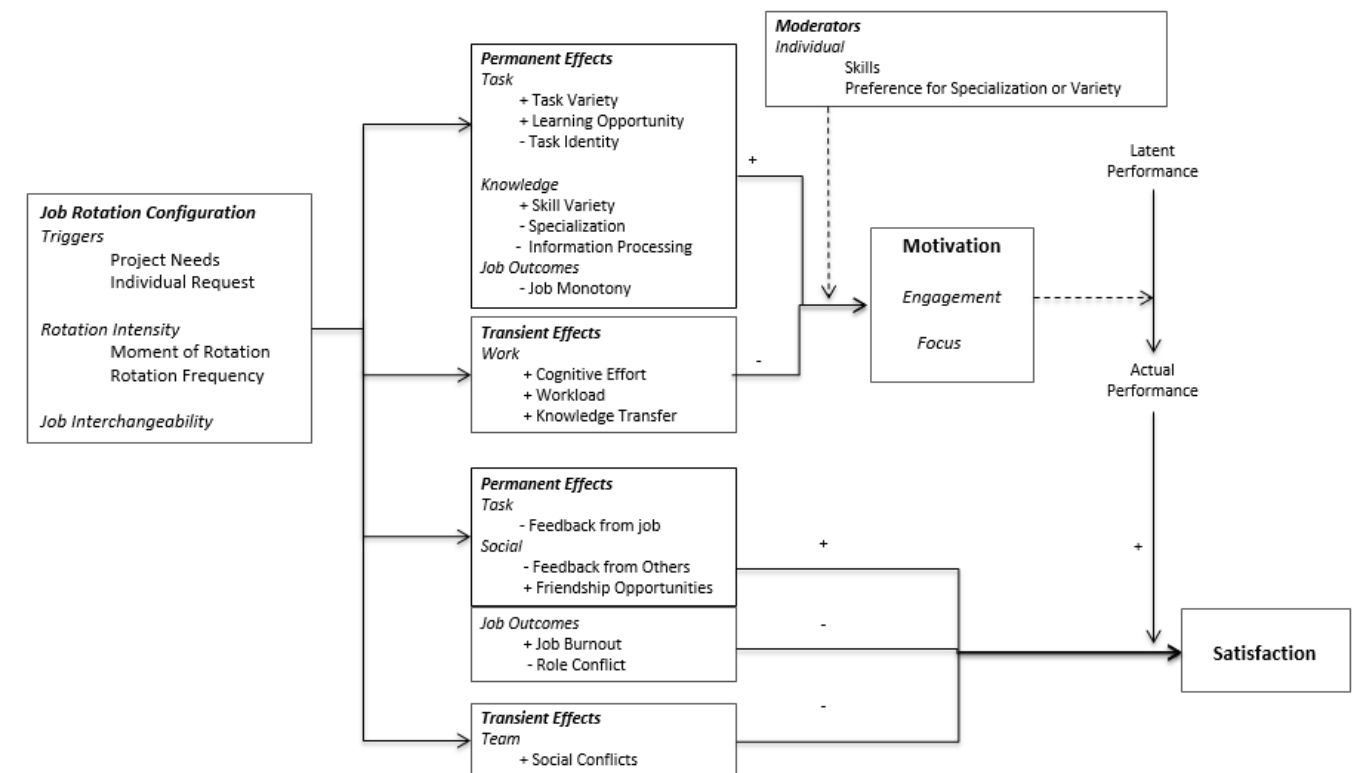 Job Rotation Configuration
Triggers
Project Needs
Individual Request
Rotation Intensity
Moment of Rotation
Rotation Frequency
Job Interchangeability
Permanent Effects
Task
+ Task Variety
+ Learning Opportunity
- Task Identity
Knowledge
+ Skill Variety
- Specialization
- Information Processing
Job Outcomes
- Job Monotony
Transient Effects
Work
+ Cognitive Effort
+ Workload
+ Knowledge Transfer
Permanent Effects
Task
- Feedback from job
Social
- Feedback from Others
+ Friendship Opportunities
Job Outcomes
+ Job Burnout
- Role Conflict
Transient Effects
Team
+ Social Conflicts
+
-
+
-
-
Moderators
Individual
Skills
Preference for Specialization or Variety
Motivation
Engagement
Focus
Latent
Performance
Actual
Performance
+
Satisfaction